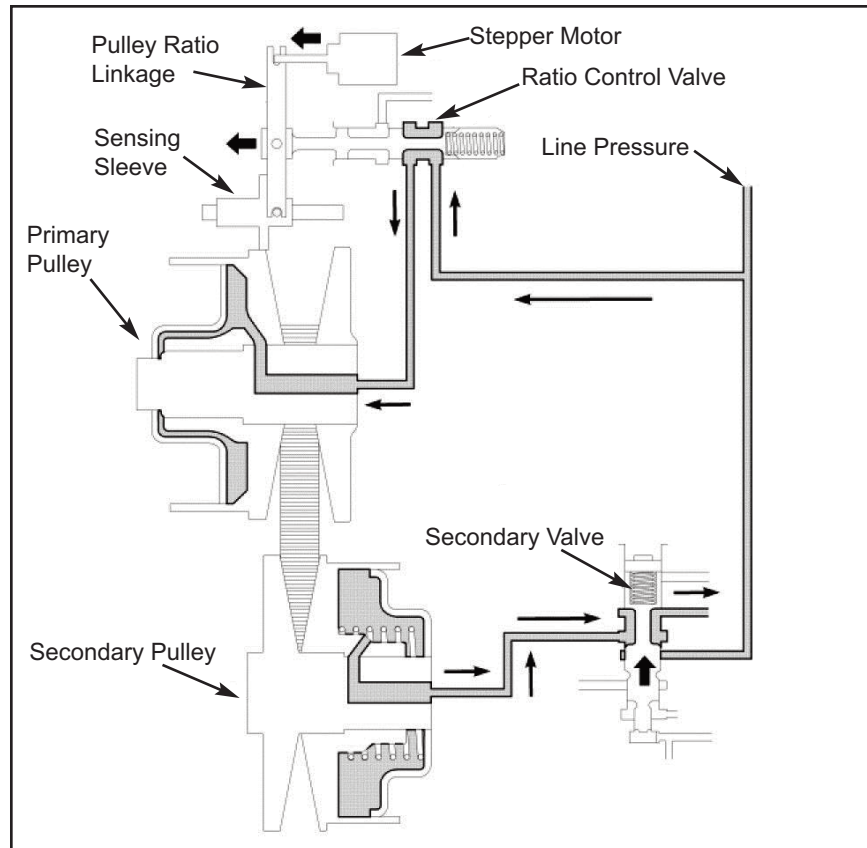 Pulley Ratio
Linkage
Stepper Motor
Ratio Control Valve
Sensing
Sleeve
Line Pressure
Primary
Pulley
Secondary Valve
Secondary Pulley